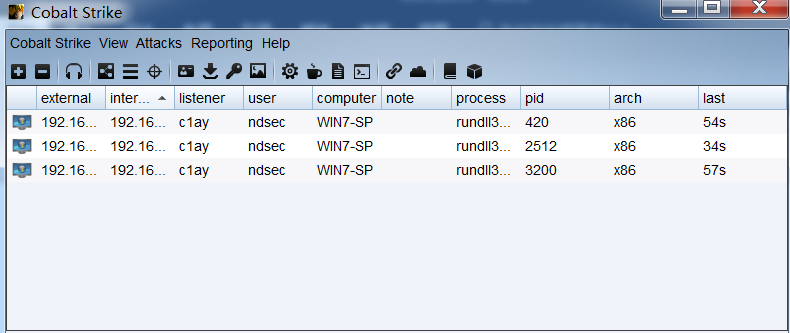 Cobalt Strike
Cobalt Strike View Attacks Reporting Help
external inter... listener user computer note process pid arch last
192.16... 192.16... c1ay ndsec WIN7-SP rundll3... 420 x86 54s
192.16... 192.16... c1ay ndsec WIN7-SP rundll3... 2512 x86 34s
192.16... 192.16... c1ay ndsec WIN7-SP rundll3... 3200 x86 57s